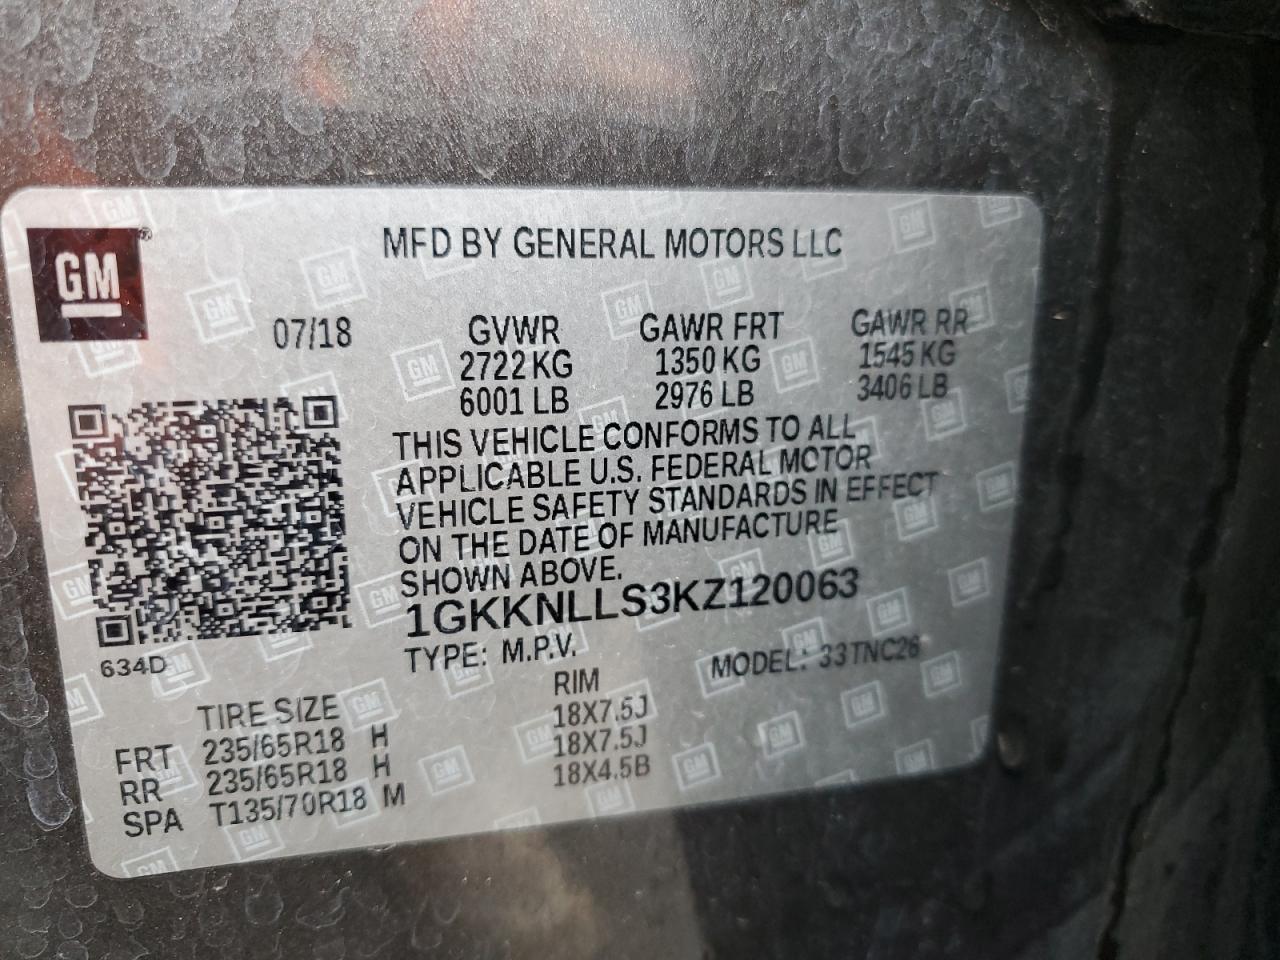 GM®
MFD BY GENERAL MOTORS LLC
07/18 GVWR GAWR FRT GAWR RR
2722 KG 1350 KG 1545 KG
6001 LB 2976 LB 3406 LB
THIS VEHICLE CONFORMS TO ALL
APPLICABLE U.S. FEDERAL MOTOR
VEHICLE SAFETY STANDARDS IN EFFECT
ON THE DATE OF MANUFACTURE
SHOWN ABOVE.
1GKKNLLS3KZ120063
634D TYPE: M.P.V. MODEL: 33TNC26
TIRE SIZE RIM
FRT 235/65R18 H 18X7.5J
RR 235/65R18 H 18X7.5J
SPA T135/70R18 M 18X4.5B